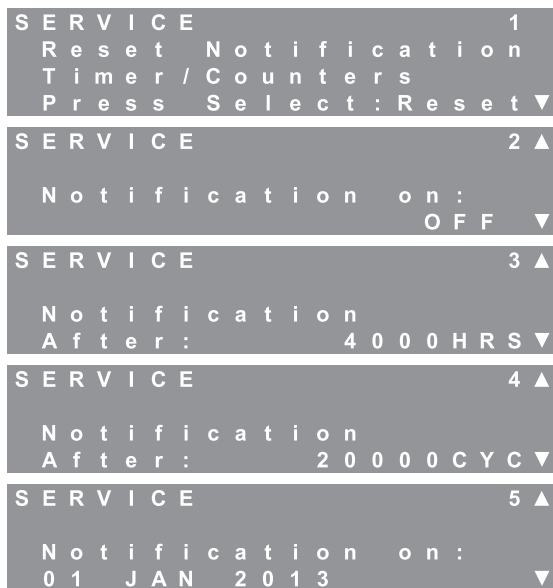 SERVICE 1
Reset Notification
Timer/Counters
Press Select:Reset▼
SERVICE 2▲
Notification on:
OFF ▼
SERVICE 3▲
Notification
After: 4000HRS▼
SERVICE 4▲
Notification
After: 20000CYC▼
SERVICE 5▲
Notification on:
01 JAN 2013 ▼